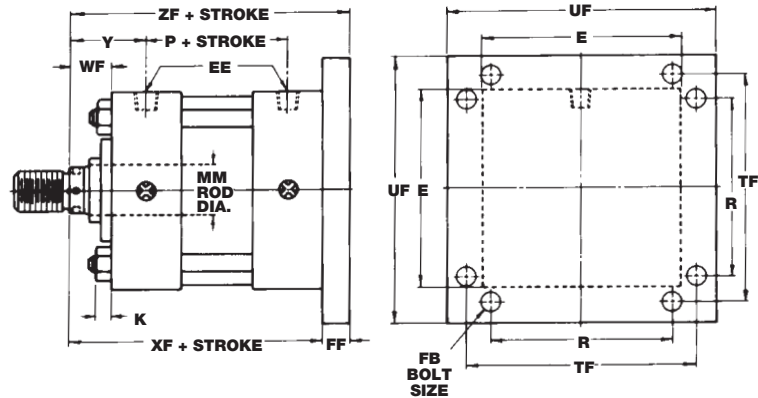 ZF + STROKE
UF
Y
P + STROKE
E
WF
EE
MM
ROD
DIA.
UF
E
R
TF
K
XF + STROKE
FF
R
FB
BOLT
SIZE
TF